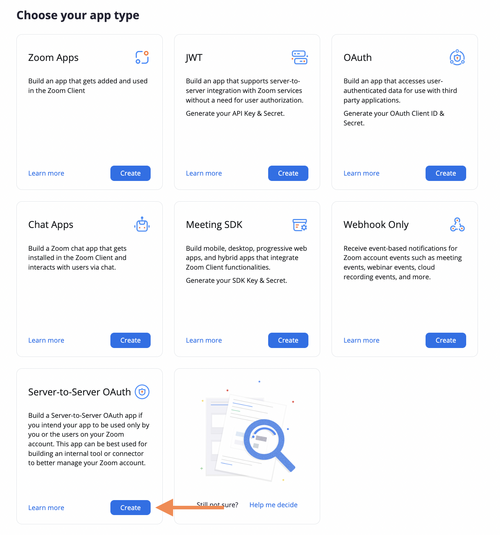 Choose your app type
Zoom Apps
Build an app that gets added and used
in the Zoom Client
Learn more
Create
JWT
Build an app that supports server-to-
server integration with Zoom services
without a need for user authorization.
Generate your API Key & Secret.
Learn more
Create
OAuth
Build an app that accesses user-
authenticated data for use with third
party applications.
Generate your OAuth Client ID &
Secret.
Learn more
Create
Chat Apps
Build a Zoom chat app that gets
installed in the Zoom Client and
interacts with users via chat.
Learn more
Create
Meeting SDK
Build mobile, desktop, progressive web
apps, and hybrid apps that integrate
Zoom Client functionalities.
Generate your SDK Key & Secret.
Learn more
Create
Webhook Only
Receive event-based notifications for
Zoom account events such as meeting
events, webinar events, cloud
recording events, and more.
Learn more
Create
Server-to-Server OAuth
Build a Server-to-Server OAuth app if
you intend your app to be used only by
you or the users on your Zoom
account. This app can best used for
building an internal tool or connector
to better manage your Zoom account.
Learn more
Create
Still not sure?
Help me decide